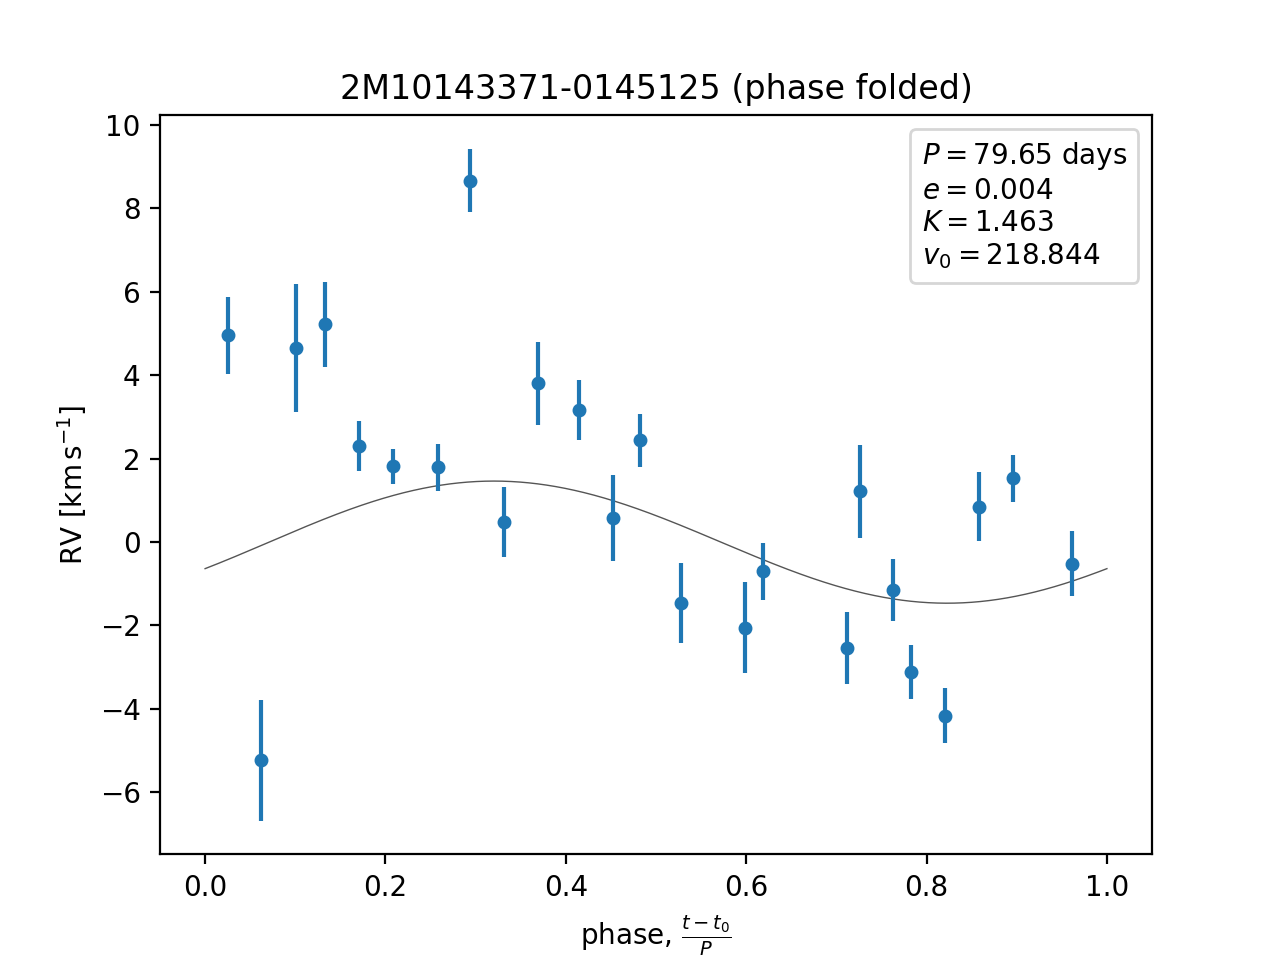 2M10143371-0145125 (phase folded)
P = 79.65 days
e = 0.004
K = 1.463
v₀ = 218.844
10
8
6
4
2
0
−2
−4
−6
RV [km s⁻¹]
0.0 0.2 0.4 0.6 0.8 1.0
phase, (t − t₀)/P